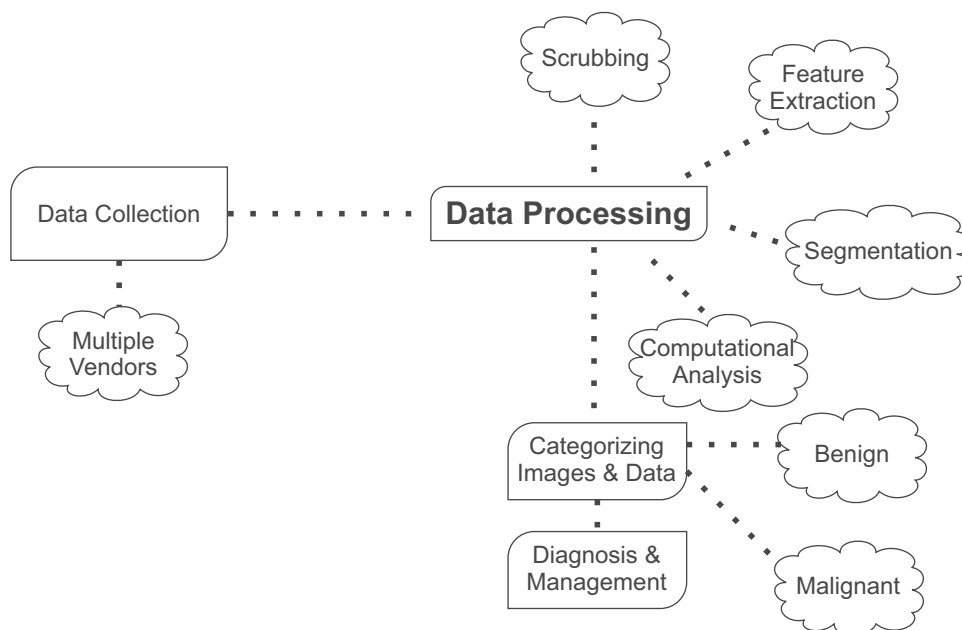 Scrubbing
Feature
Extraction
Data Collection
Data Processing
Segmentation
Multiple
Vendors
Computational
Analysis
Categorizing
Images & Data
Benign
Diagnosis &
Management
Malignant